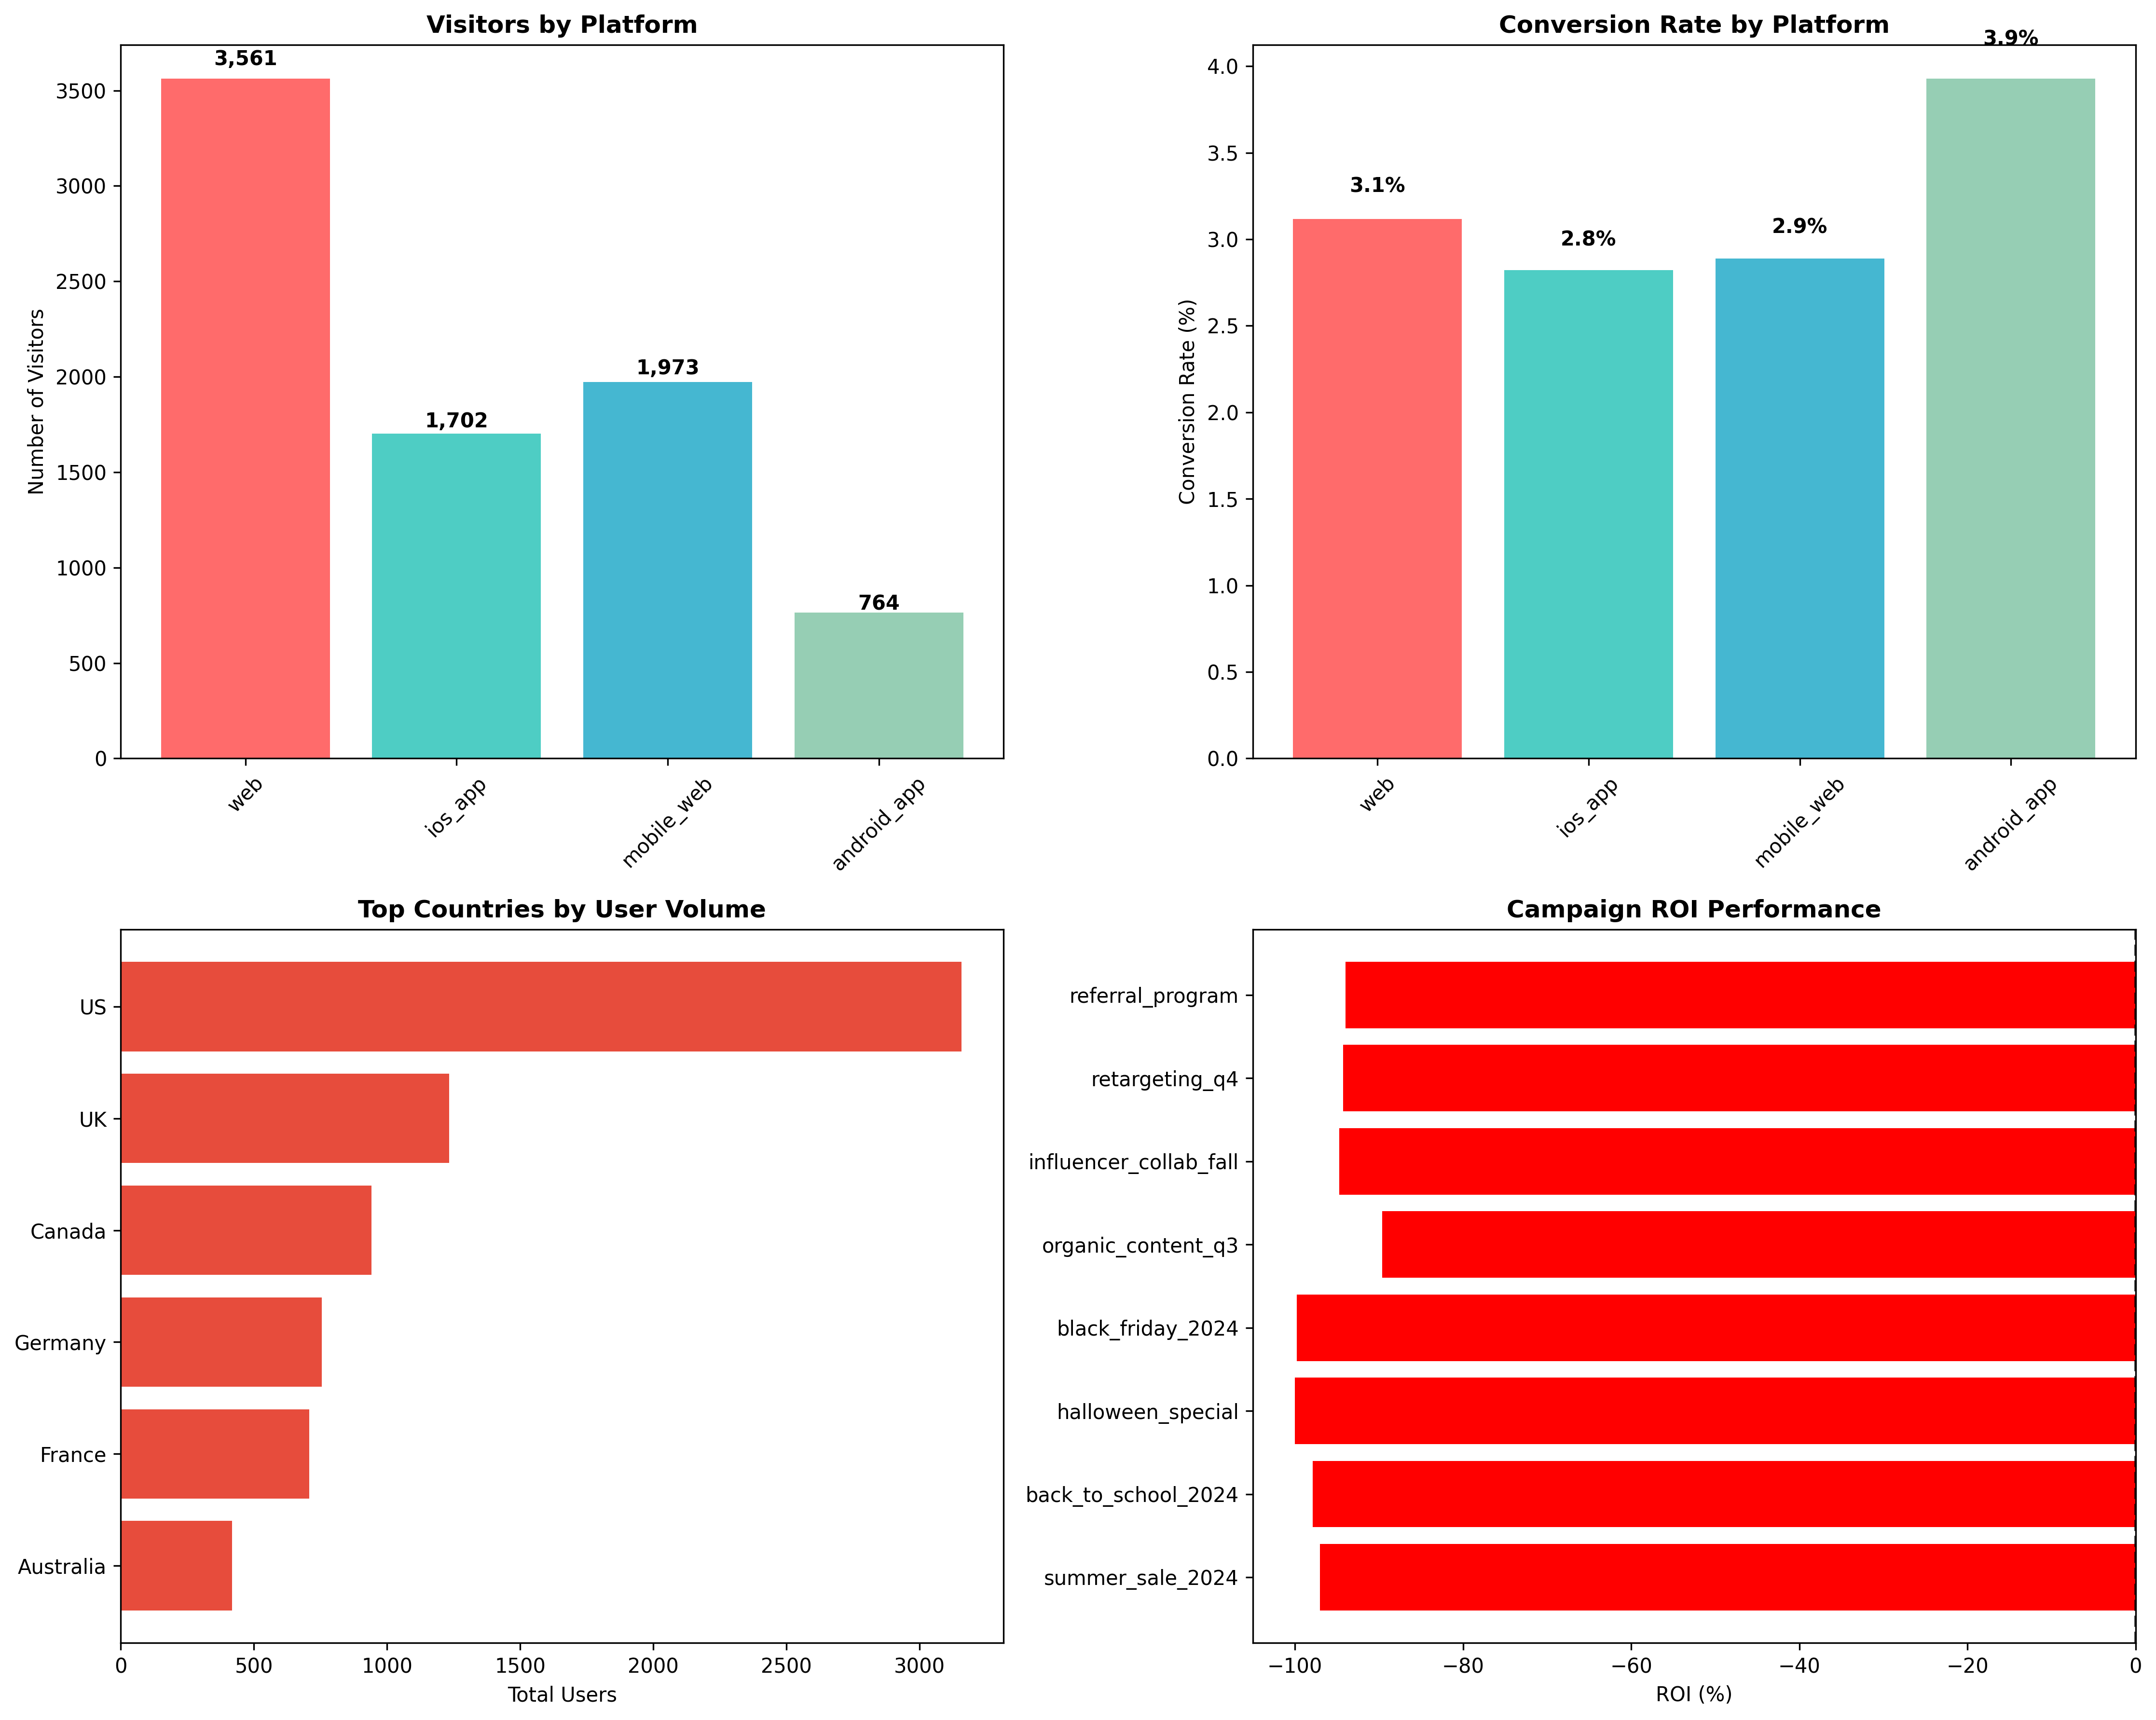 Visitors by Platform
3,561
1,702
1,973
764
3500
3000
2500
2000
1500
1000
500
0
Number of Visitors
web
ios_app
mobile_web
android_app
Conversion Rate by Platform
3.1%
2.8%
2.9%
3.9%
4.0
3.5
3.0
2.5
2.0
1.5
1.0
0.5
0.0
Conversion Rate (%)
web
ios_app
mobile_web
android_app
Top Countries by User Volume
US
UK
Canada
Germany
France
Australia
0
500
1000
1500
2000
2500
3000
Total Users
Campaign ROI Performance
referral_program
retargeting_q4
influencer_collab_fall
organic_content_q3
black_friday_2024
halloween_special
back_to_school_2024
summer_sale_2024
−100
−80
−60
−40
−20
0
ROI (%)